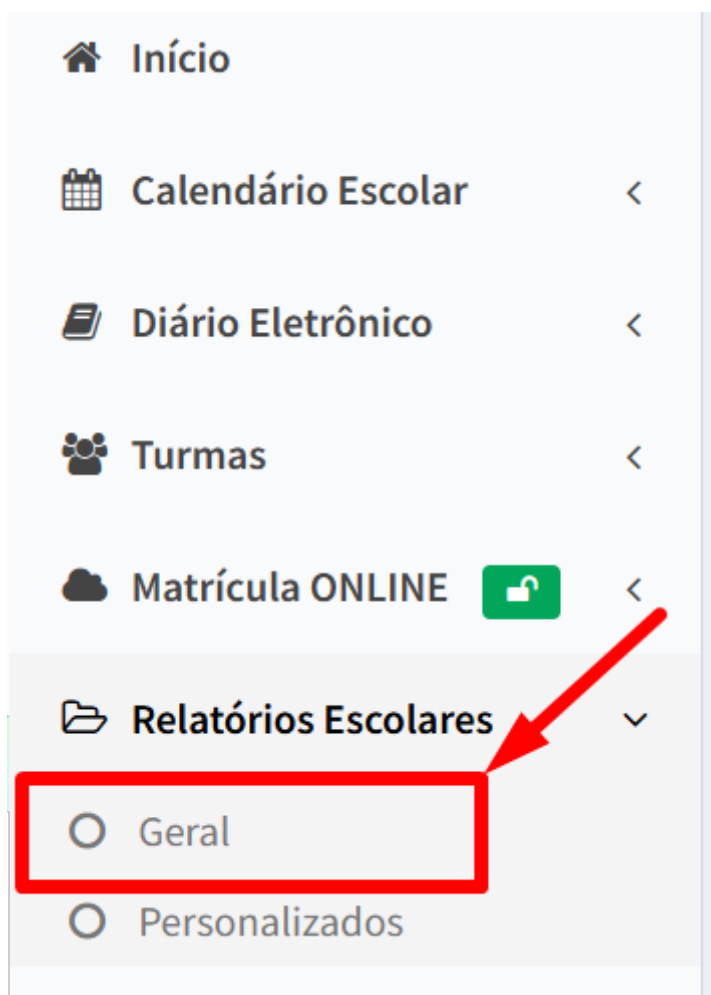 Início
Calendário Escolar
Diário Eletrônico
Turmas
Matrícula ONLINE
Relatórios Escolares
Geral
Personalizados